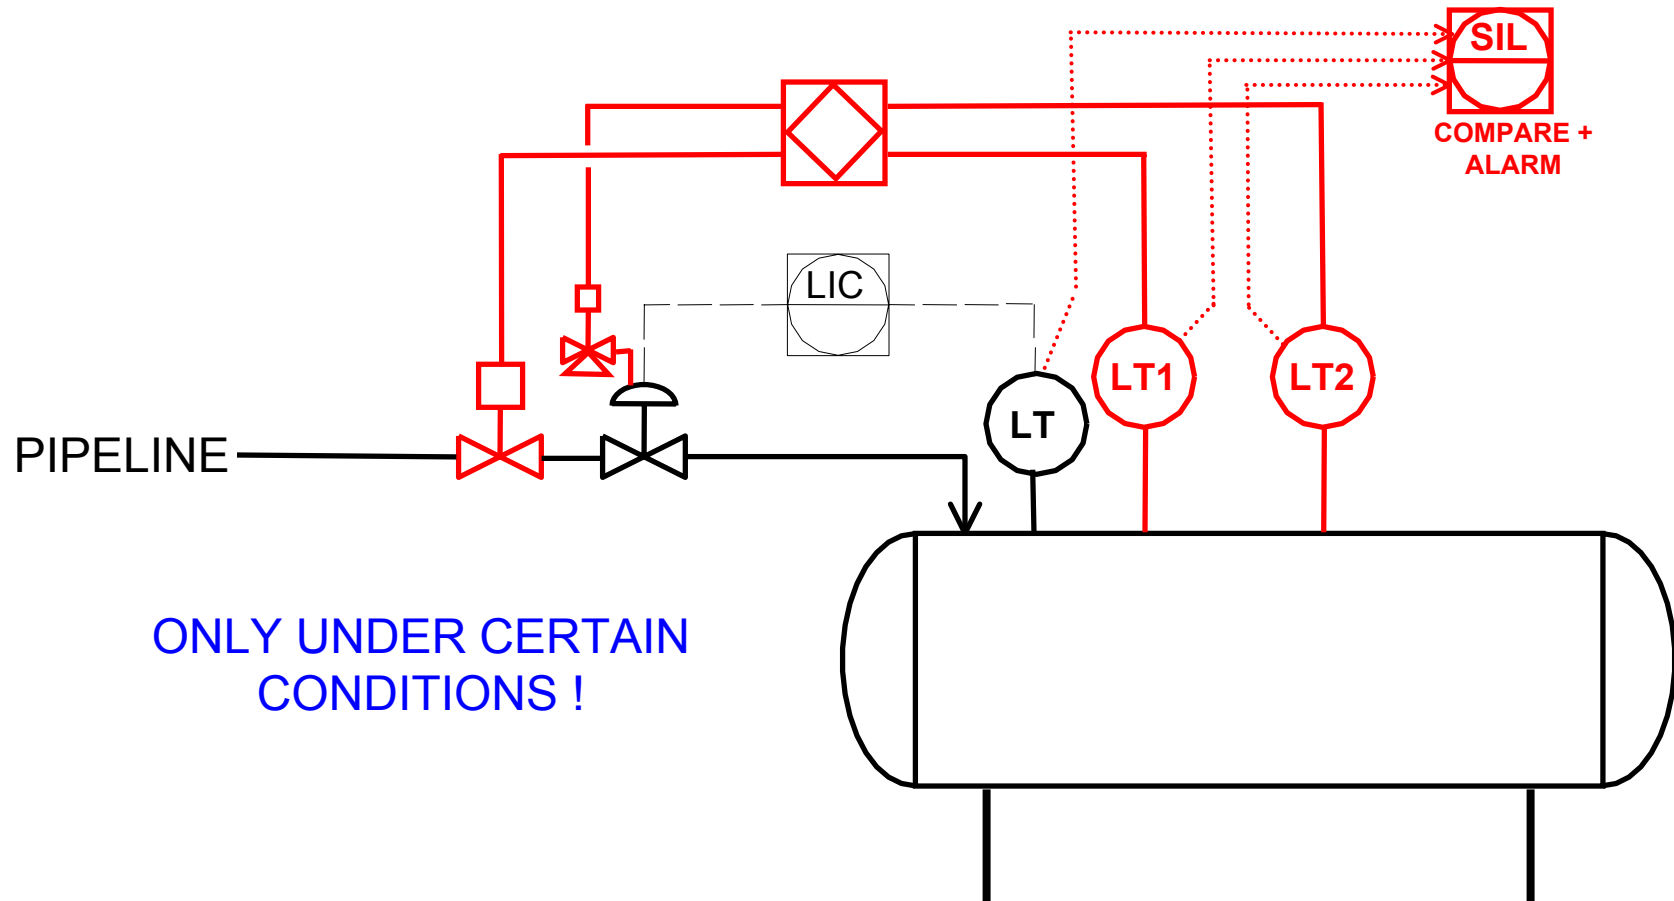 SIL
COMPARE +
ALARM
LIC
LT1
LT2
LT
PIPELINE
ONLY UNDER CERTAIN
CONDITIONS !